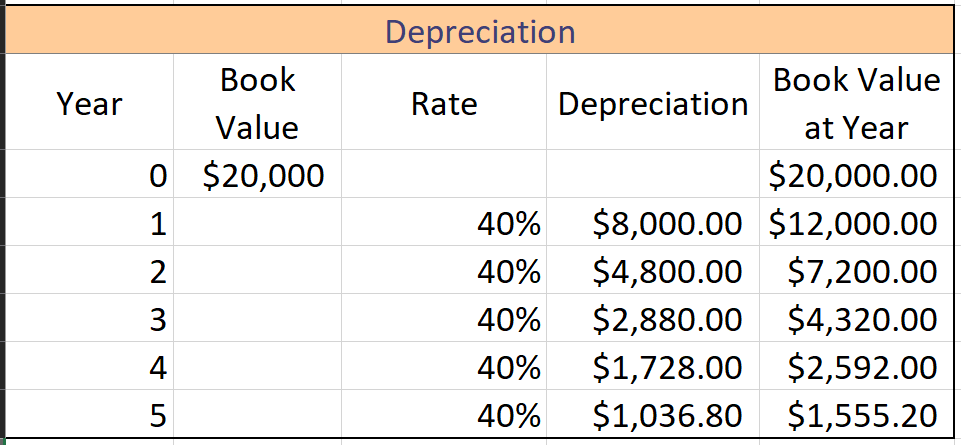 Depreciation
Year Book Value Rate Depreciation Book Value at Year
0 $20,000 $20,000.00
1 40% $8,000.00 $12,000.00
2 40% $4,800.00 $7,200.00
3 40% $2,880.00 $4,320.00
4 40% $1,728.00 $2,592.00
5 40% $1,036.80 $1,555.20